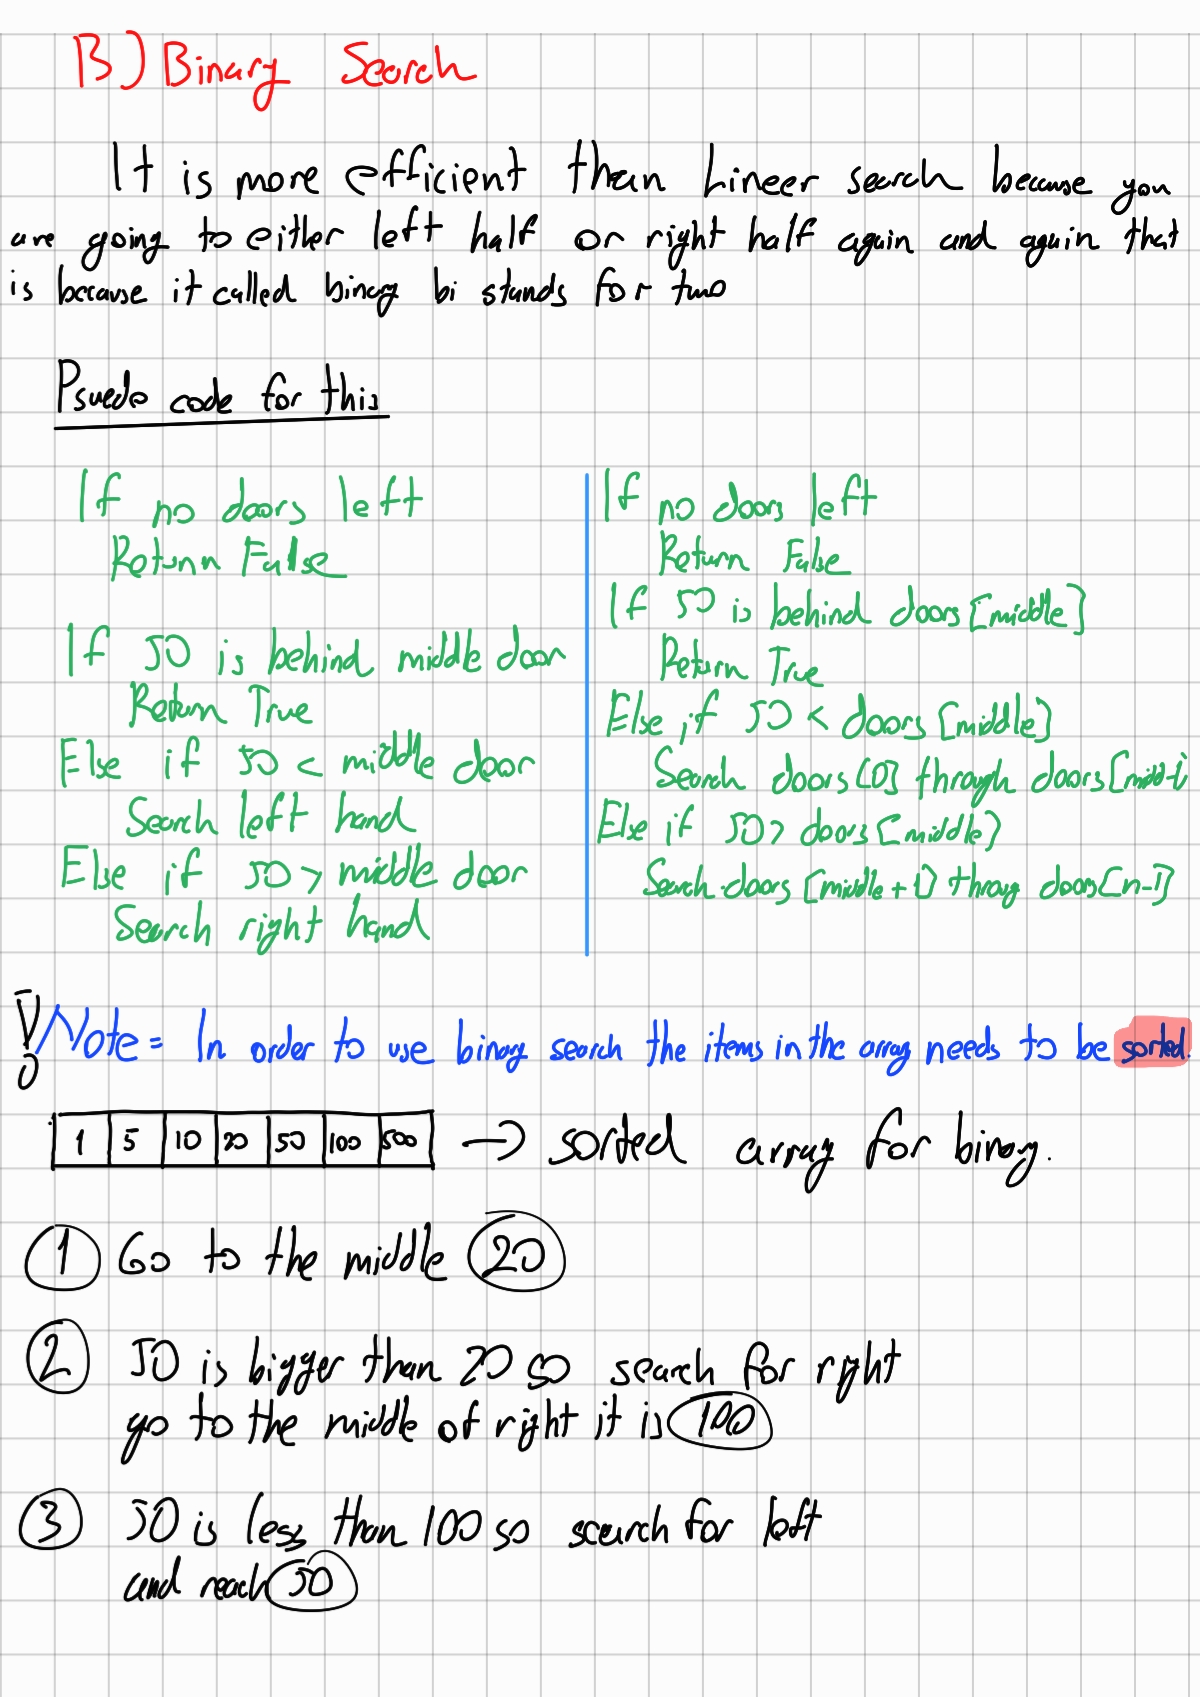 B) Binary Search
It is more efficient than Lineer search because you
are going to either left half or right half again and again that
is because it called binary bi stands for two
Psuedo code for this
If no doors left
Return False
If 50 is behind middle door
Return True
Else if 50 < middle door
Search left hand
Else if 50 > middle door
Search right hand
If no doors left
Return False
If 50 is behind doors [middle]
Return True
Else if 50 < doors [middle]
Search doors [0] through doors [midd-1
Else if 50 > doors [middle]
Search doors [middle + 1] throug doors [n-1]
! Note = In order to use binary search the items in the array needs to be sorted.
1 5 10 20 50 100 500 → sorted array for binary.
1 Go to the middle 20
2 50 is bigger than 20 so search for right
go to the middle of right it is 100
3 50 is less than 100 so search for left
and reach 50